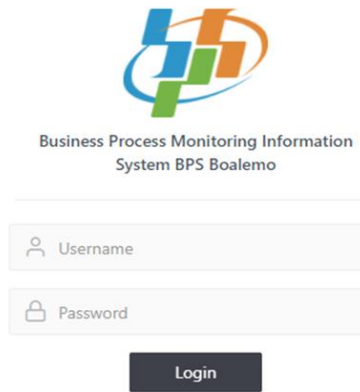 Business Process Monitoring Information
System BPS Boalemo
Username
Password
Login